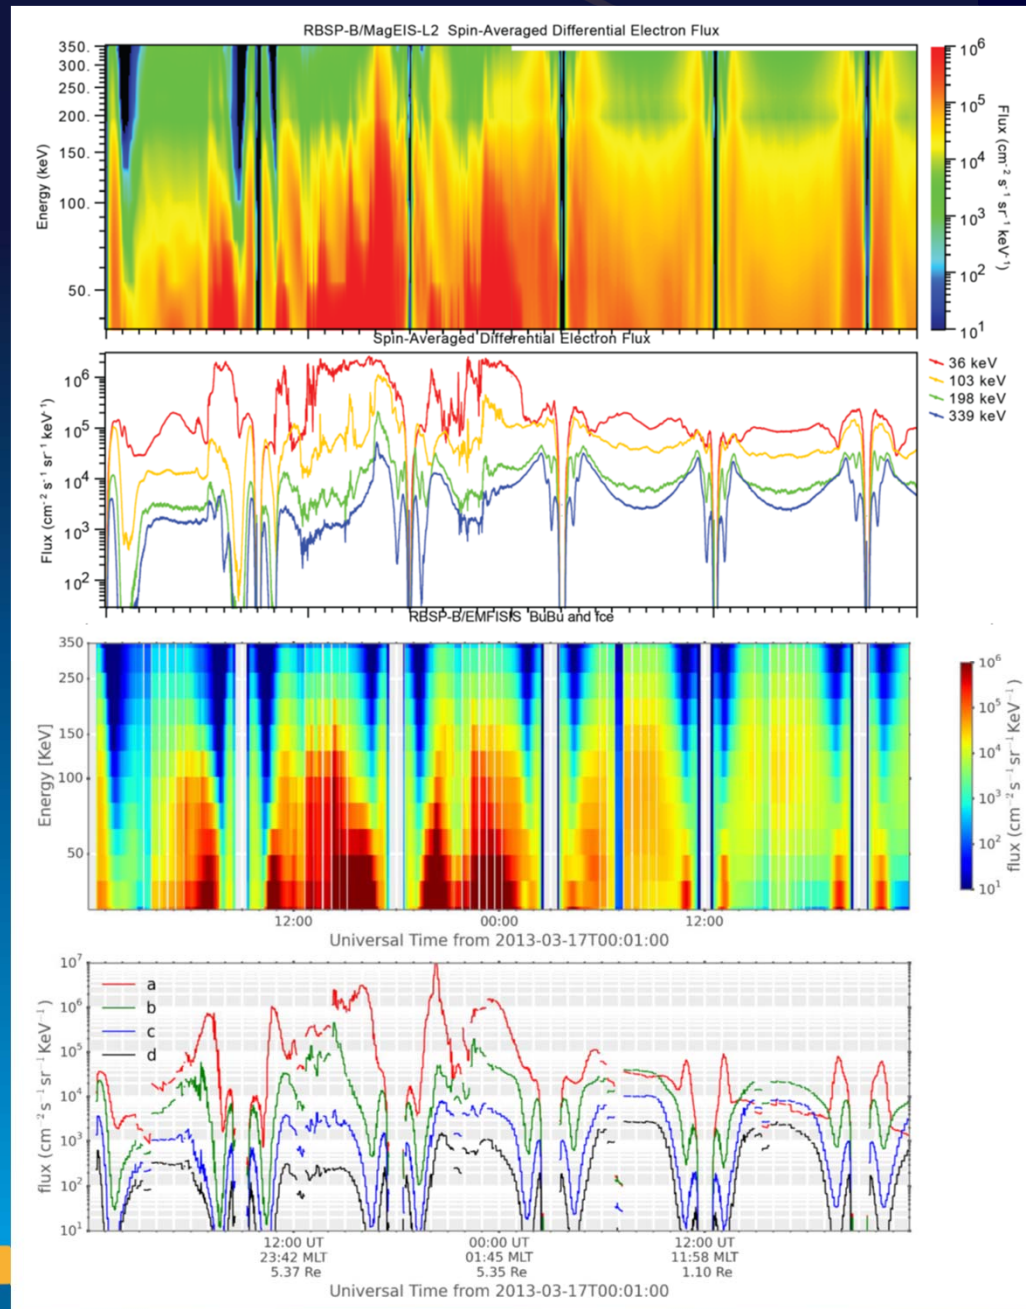 RBSP-B/MagEIS-L2 Spin-Averaged Differential Electron Flux
350.
300.
250.
200.
150.
100.
50.
Energy (keV)
10⁶
10⁵
10⁴
10³
10²
10¹
Flux (cm⁻² s⁻¹ sr⁻¹ keV⁻¹)
Spin-Averaged Differential Electron Flux
10⁶
10⁵
10⁴
10³
10²
Flux (cm⁻² s⁻¹ sr⁻¹ keV⁻¹)
36 keV
103 keV
198 keV
339 keV
RBSP-B/EMFISIS BuBu and fce
350
250
150
100
50
Energy [KeV]
10⁶
10⁵
10⁴
10³
10²
10¹
flux (cm⁻² s⁻¹ sr⁻¹ KeV⁻¹)
12:00 00:00 12:00
Universal Time from 2013-03-17T00:01:00
10⁷
10⁶
10⁵
10⁴
10³
10²
10¹
flux (cm⁻² s⁻¹ sr⁻¹ KeV⁻¹)
a
b
c
d
12:00 UT 00:00 UT 12:00 UT
23:42 MLT 01:45 MLT 11:58 MLT
5.37 Re 5.35 Re 1.10 Re
Universal Time from 2013-03-17T00:01:00